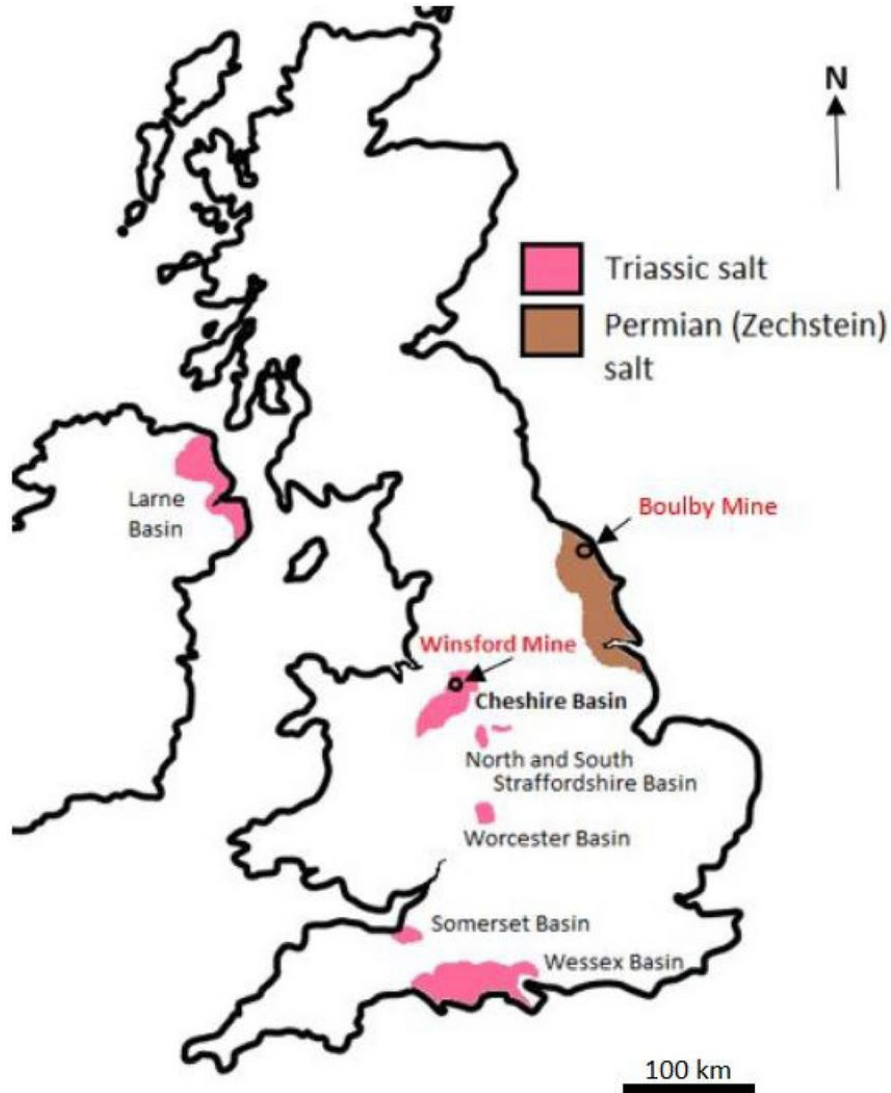 N
Triassic salt
Permian (Zechstein)
salt
Larne
Basin
Boulby Mine
Winsford Mine
Cheshire Basin
North and South
Straffordshire Basin
Worcester Basin
Somerset Basin
Wessex Basin
100 km